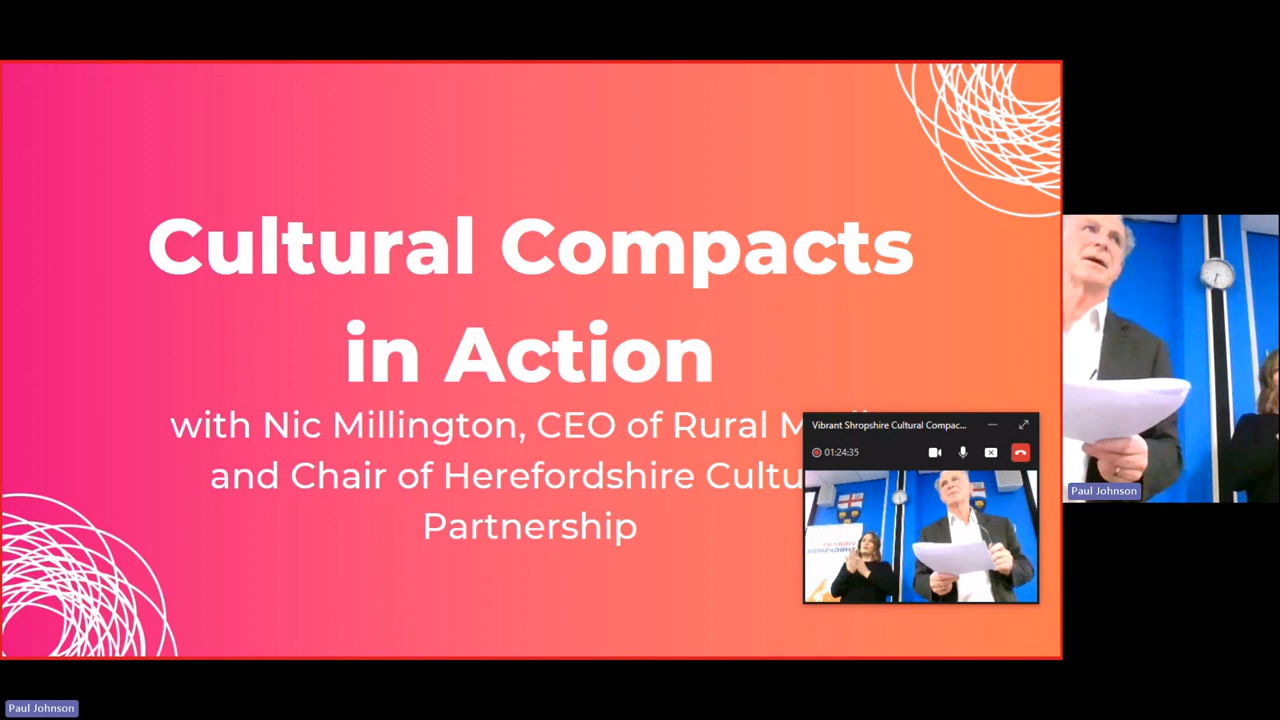 Cultural Compacts
in Action
with Nic Millington, CEO of Rural M
and Chair of Herefordshire Cultu
Partnership
Vibrant Shropshire Cultural Compac...
01:24:35
Paul Johnson
Paul Johnson